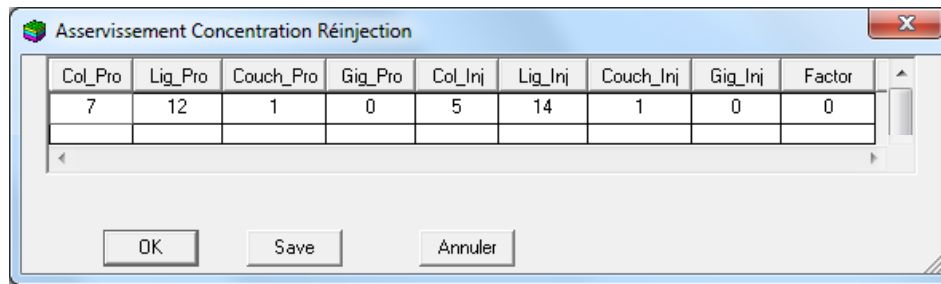 Asservissement Concentration Réinjection
Col_Pro Lig_Pro Couch_Pro Gig_Pro Col_Inj Lig_Inj Couch_Inj Gig_Inj Factor
7 12 1 0 5 14 1 0 0
OK Save Annuler